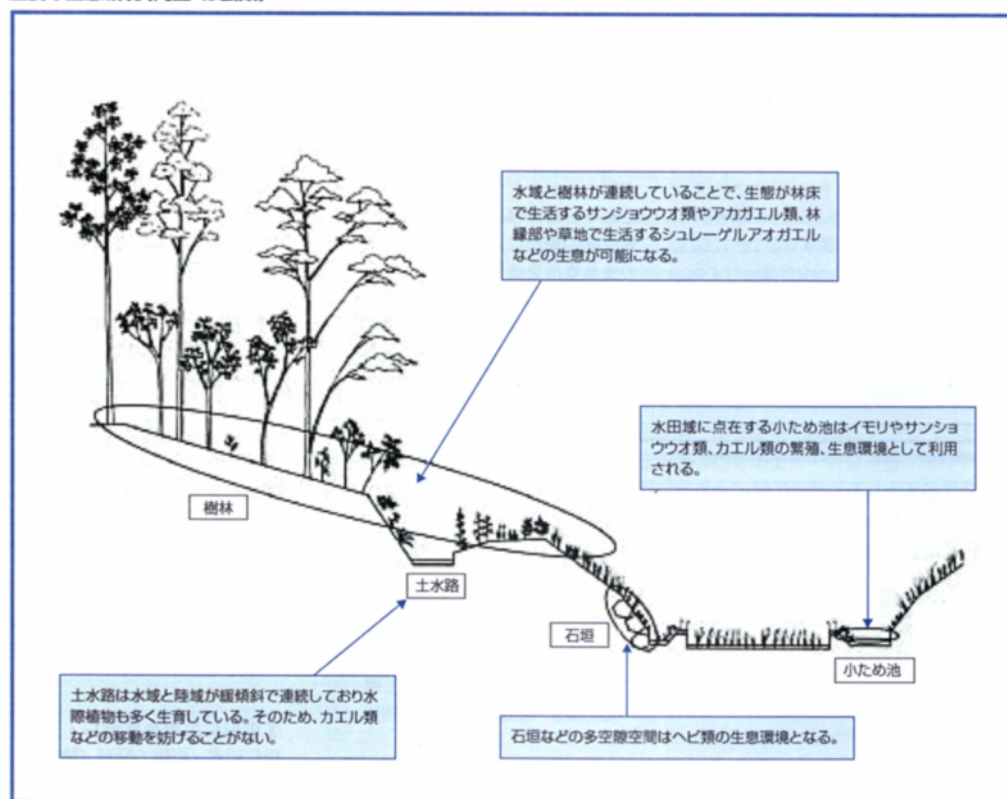 水域と樹林が連続していることで、生態が林床
で生活するサンショウウオ類やアカガエル類、林
縁部や草地で生活するシュレーゲルアオガエル
などの生息が可能になる。
水田域に点在する小ため池はイモリやサンショ
ウウオ類、カエル類の繁殖、生息環境として利用
される。
樹林
土水路
石垣
小ため池
土水路は水域と陸域が緩傾斜で連続しており水
際植物も多く生育している。そのため、カエル類
などの移動を妨げることがない。
石垣などの多空隙空間はヘビ類の生息環境となる。